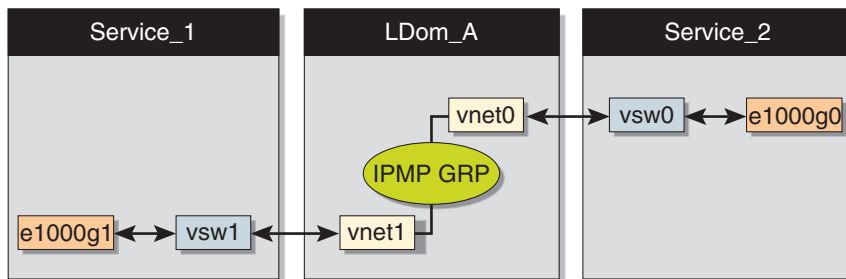 Service_1
LDom_A
Service_2
vnet0
vsw0
e1000g0
IPMP GRP
e1000g1
vsw1
vnet1